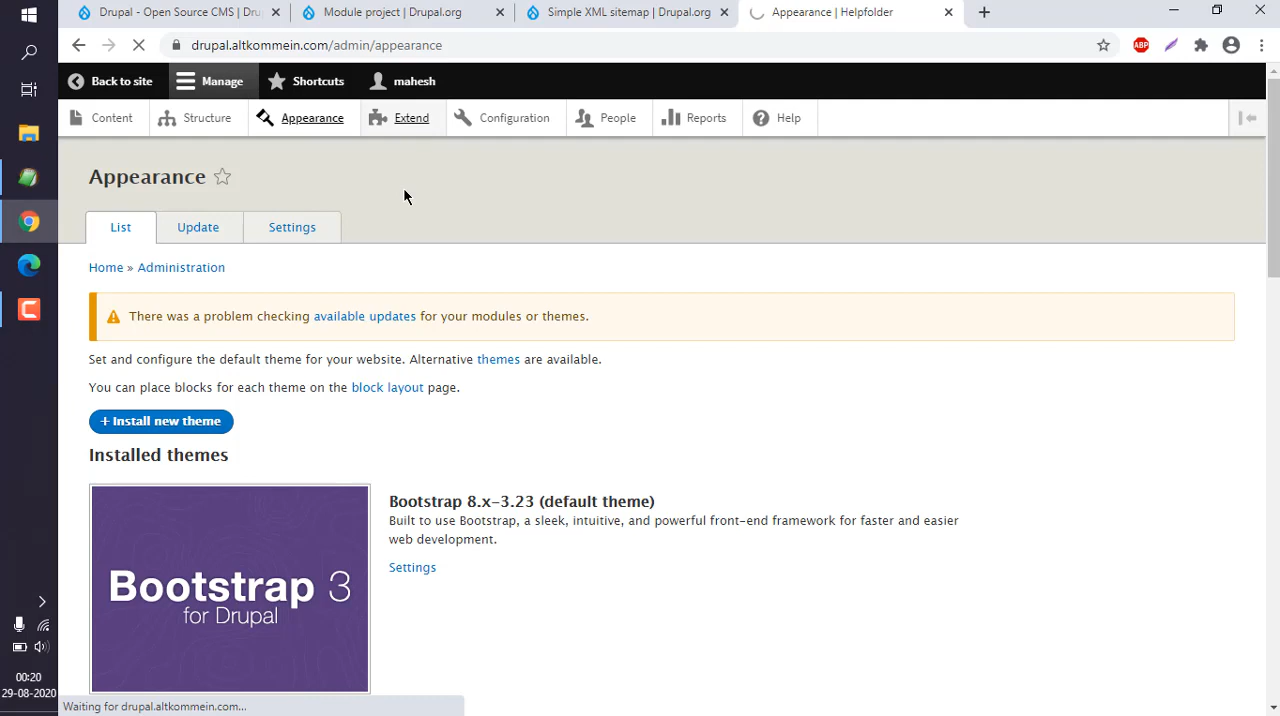 Drupal - Open Source CMS | Dru
Module project | Drupal.org
Simple XML sitemap | Drupal.org
Appearance | Helpfolder
drupal.altkommein.com/admin/appearance
ABP
Back to site
Manage
Shortcuts
mahesh
Content
Structure
Appearance
Extend
Configuration
People
Reports
Help
Appearance
List
Update
Settings
Home » Administration
There was a problem checking available updates for your modules or themes.
Set and configure the default theme for your website. Alternative themes are available.
You can place blocks for each theme on the block layout page.
+ Install new theme
Installed themes
Bootstrap 3
for Drupal
Bootstrap 8.x-3.23 (default theme)
Built to use Bootstrap, a sleek, intuitive, and powerful front-end framework for faster and easier
web development.
Settings
00:20
29-08-2020
Waiting for drupal.altkommein.com...